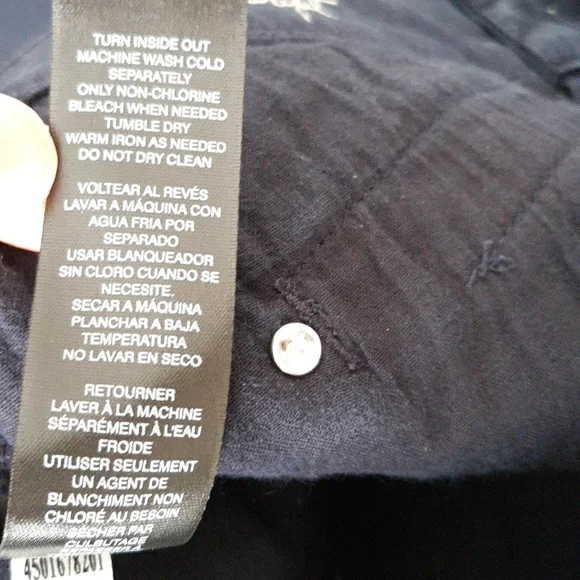 TURN INSIDE OUT
MACHINE WASH COLD
SEPARATELY
ONLY NON-CHLORINE
BLEACH WHEN NEEDED
TUMBLE DRY
WARM IRON AS NEEDED
DO NOT DRY CLEAN
VOLTEAR AL REVÉS
LAVAR A MÁQUINA CON
AGUA FRIA POR
SEPARADO
USAR BLANQUEADOR
SIN CLORO CUANDO SE
NECESITE.
SECAR A MÁQUINA
PLANCHAR A BAJA
TEMPERATURA
NO LAVAR EN SECO
RETOURNER
LAVER À LA MACHINE
SÉPARÉMENT À L'EAU
FROIDE
UTILISER SEULEMENT
UN AGENT DE
BLANCHIMENT NON
CHLORÉ AU BESOIN
SÉCHER PAR
CULBUTAGE